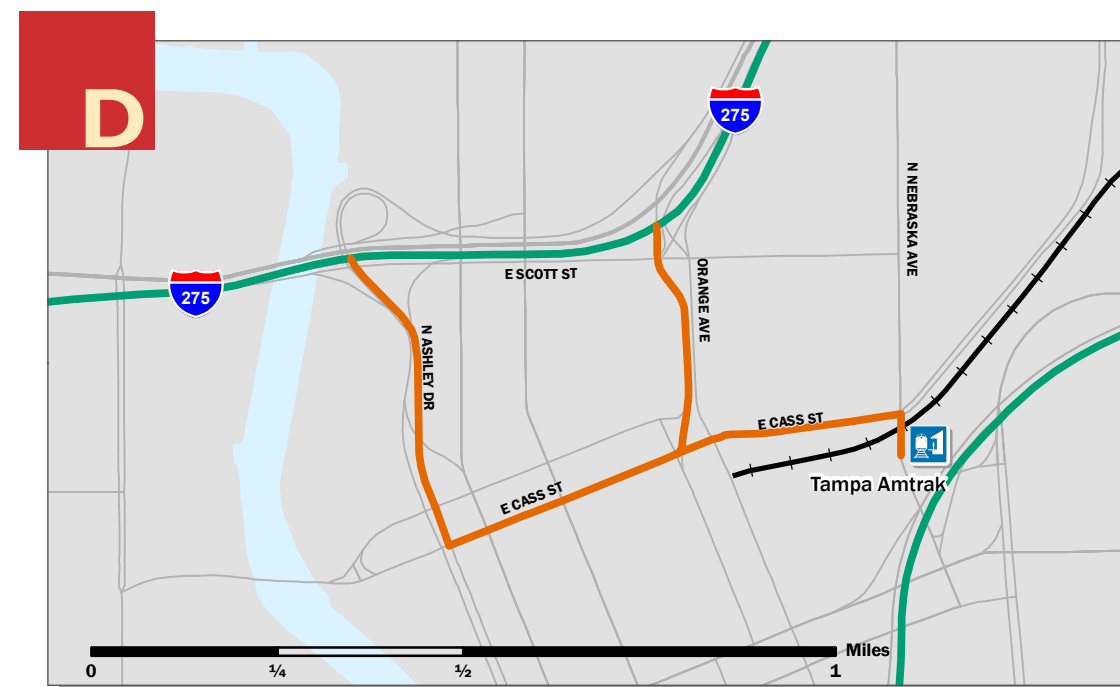 D
275
275
E SCOTT ST
N NEBRASKA AVE
ORANGE AVE
N ASHLEY DR
E CASS ST
E CASS ST
Tampa Amtrak
Miles
0 ¼ ½ 1